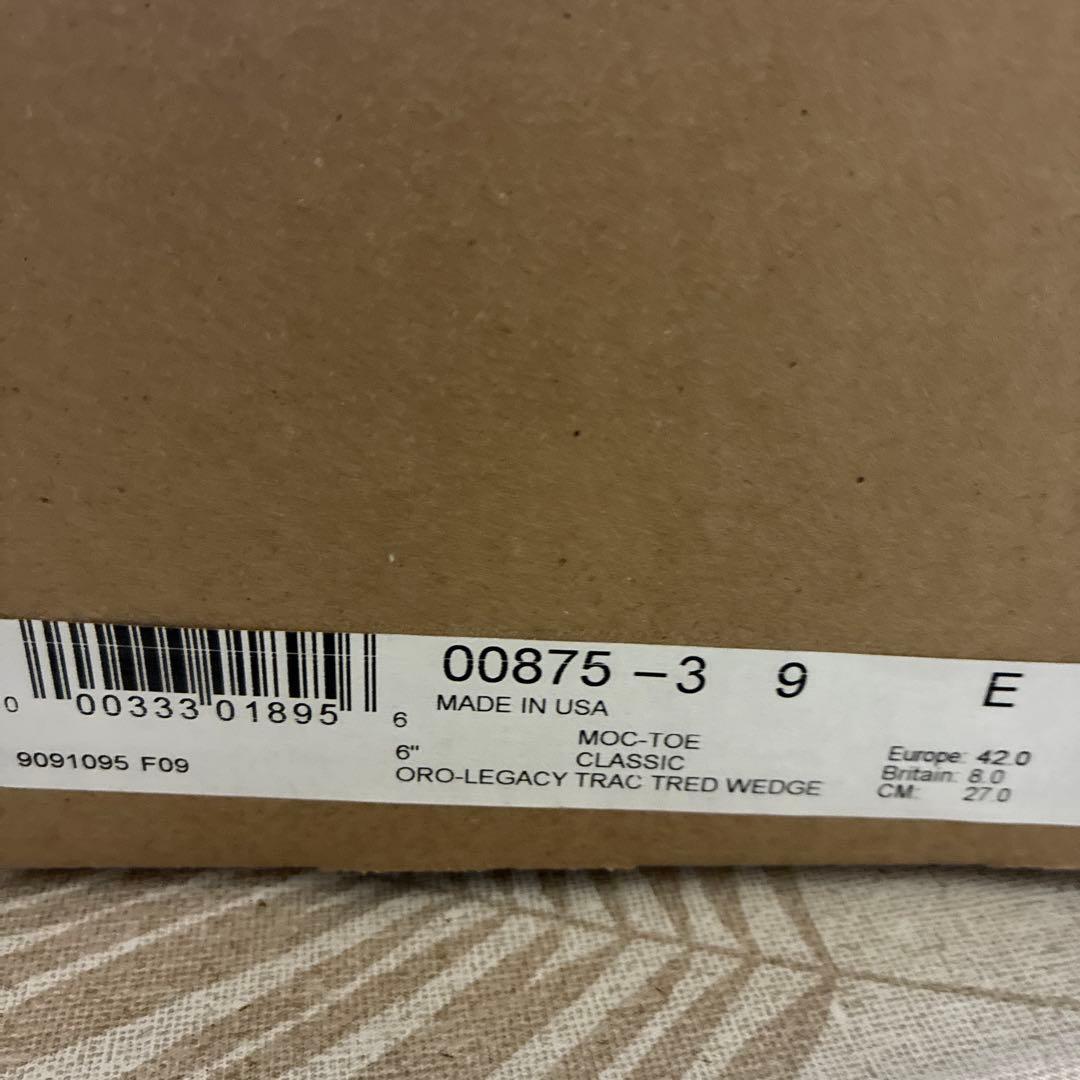 0 00333 01895 6
9091095 F09
00875-3 9 E
MADE IN USA
MOC-TOE
6" CLASSIC
ORO-LEGACY TRAC TRED WEDGE
Europe: 42.0
Britain: 8.0
CM: 27.0